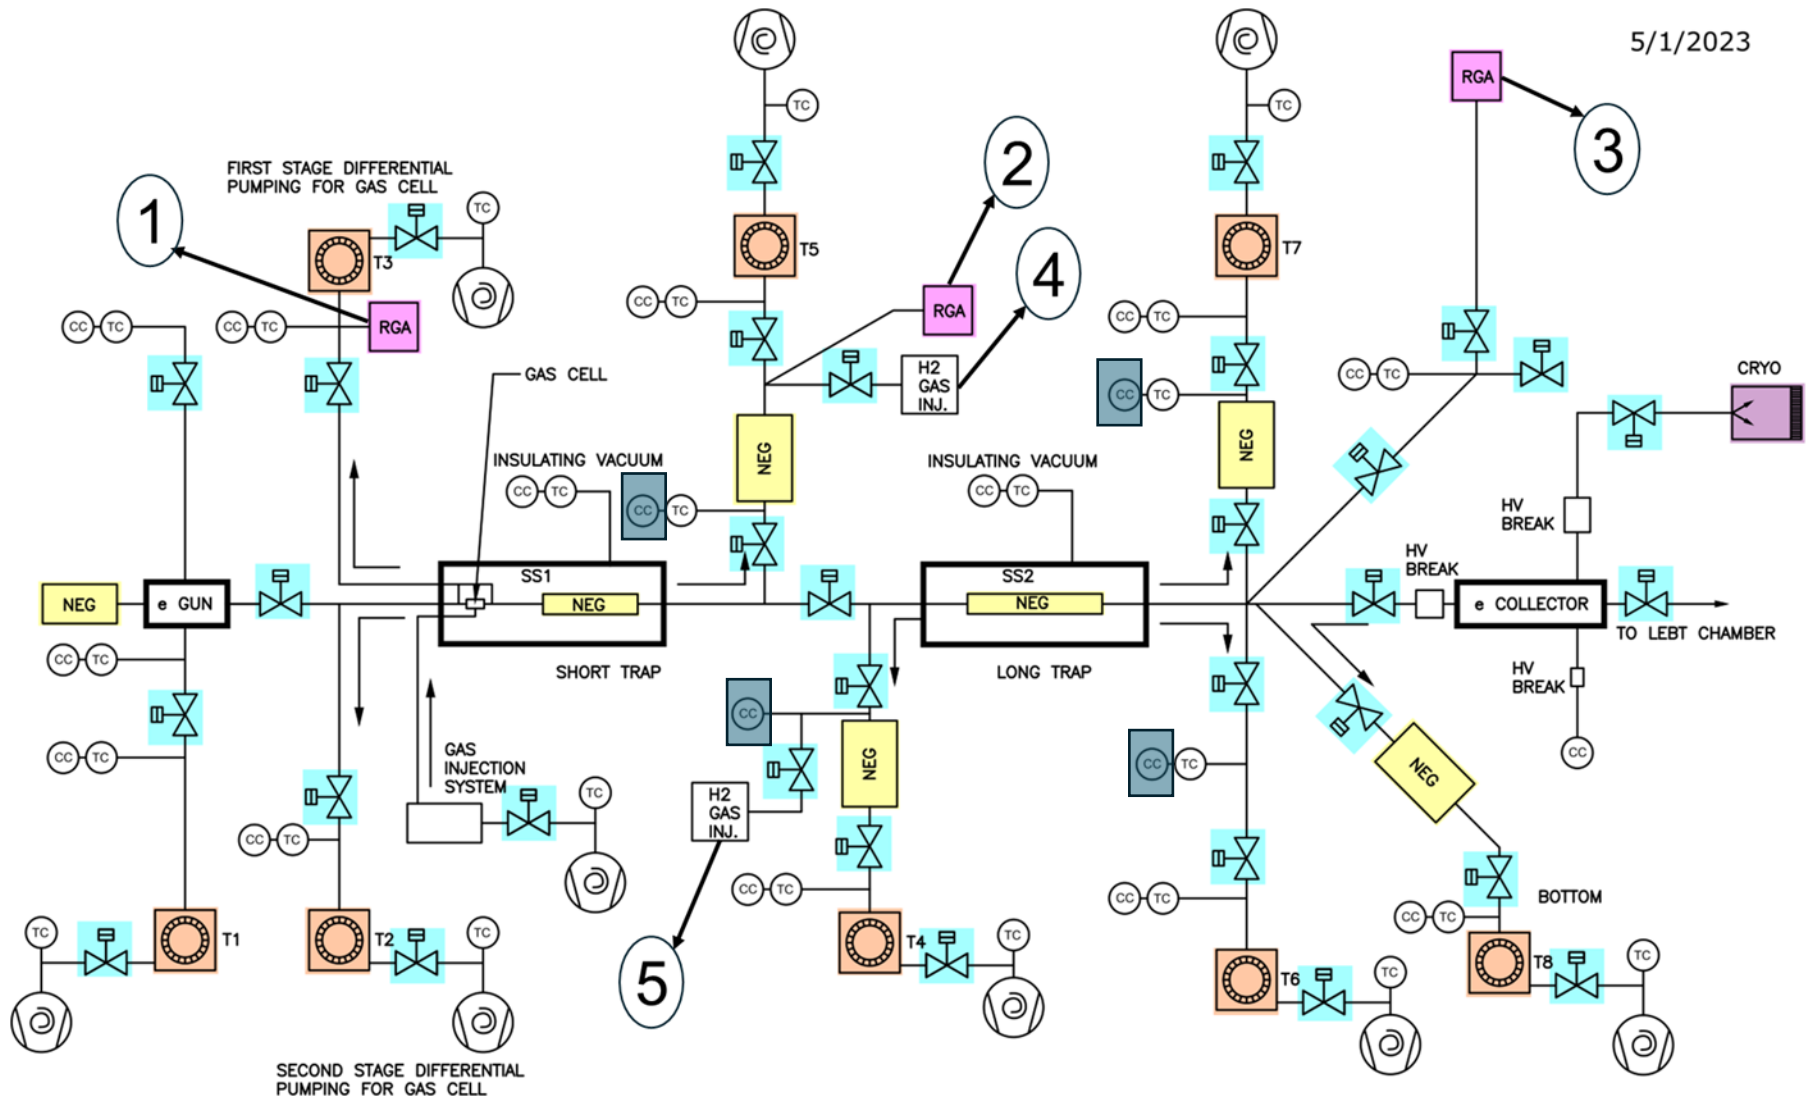 5/1/2023
RGA
3
TC
TC
2
FIRST STAGE DIFFERENTIAL
PUMPING FOR GAS CELL
1
TC
T3
T5
T7
4
CC TC
CC TC
RGA
CC TC
RGA
CC TC
GAS CELL
H2
GAS
INJ.
CC TC
CC TC
CRYO
NEG
NEG
INSULATING VACUUM
CC TC
CC TC
INSULATING VACUUM
CC TC
HV
BREAK
HV
BREAK
NEG
e GUN
SS1
NEG
SS2
NEG
e COLLECTOR
TO LEBT CHAMBER
CC TC
SHORT TRAP
LONG TRAP
HV
BREAK
CC
CC TC
GAS
INJECTION
SYSTEM
NEG
CC TC
NEG
CC
H2
GAS
INJ.
TC
CC TC
CC TC
CC TC
BOTTOM
CC TC
TC
T1
T2
TC
T4
TC
T8
TC
5
T6
TC
SECOND STAGE DIFFERENTIAL
PUMPING FOR GAS CELL